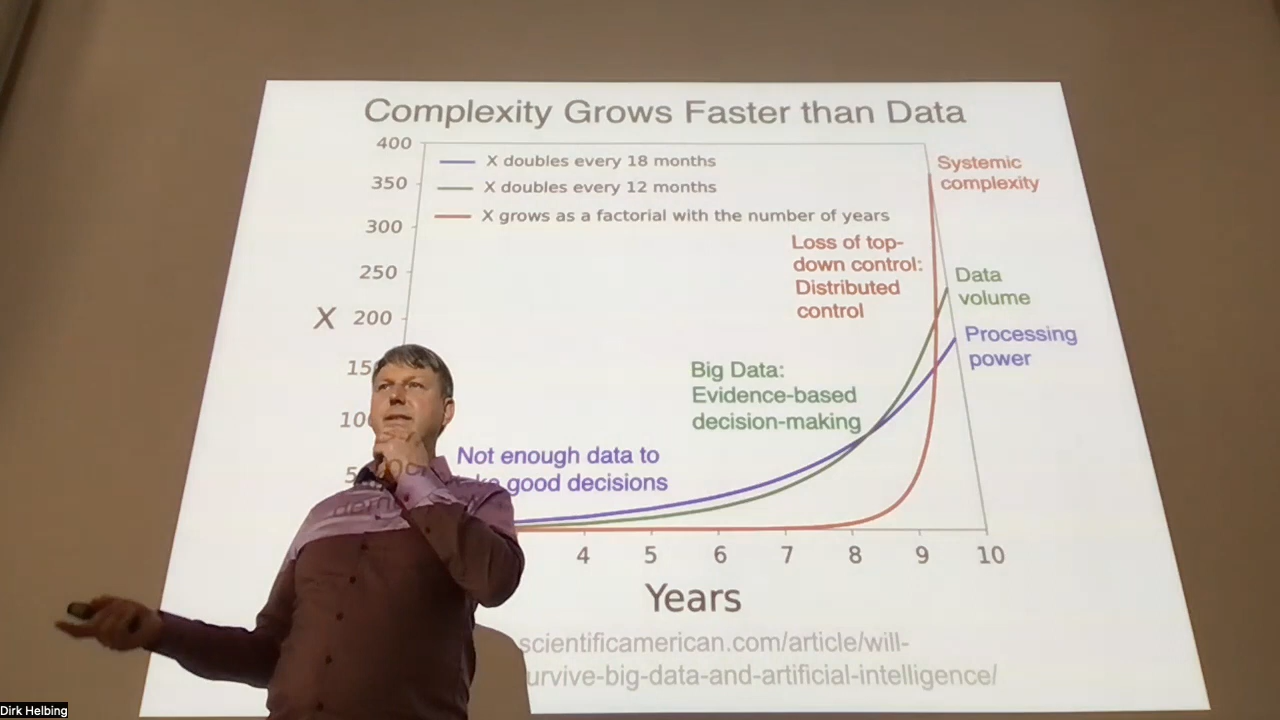 Complexity Grows Faster than Data
400
350
300
250
X 200
15
10
5
X doubles every 18 months
X doubles every 12 months
X grows as a factorial with the number of years
Systemic
complexity
Loss of top-
down control:
Distributed
control
Data
volume
Processing
power
Big Data:
Evidence-based
decision-making
Not enough data to
good decisions
4 5 6 7 8 9 10
Years
scientificamerican.com/article/will-
urvive-big-data-and-artificial-intelligence/
Dirk Helbing